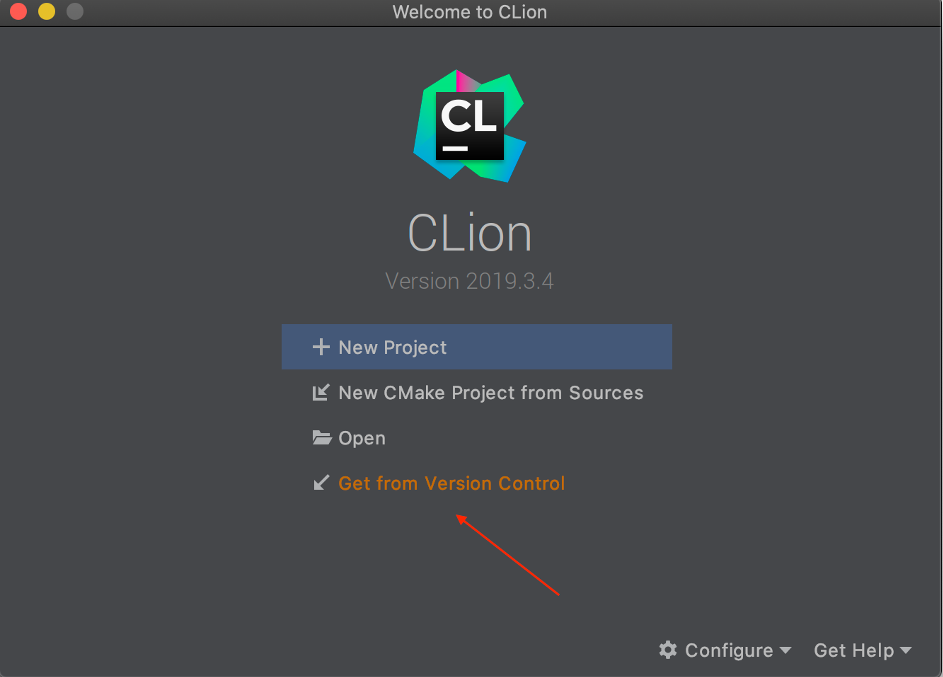 Welcome to CLion
CL
CLion
Version 2019.3.4
New Project
New CMake Project from Sources
Open
Get from Version Control
Configure Get Help